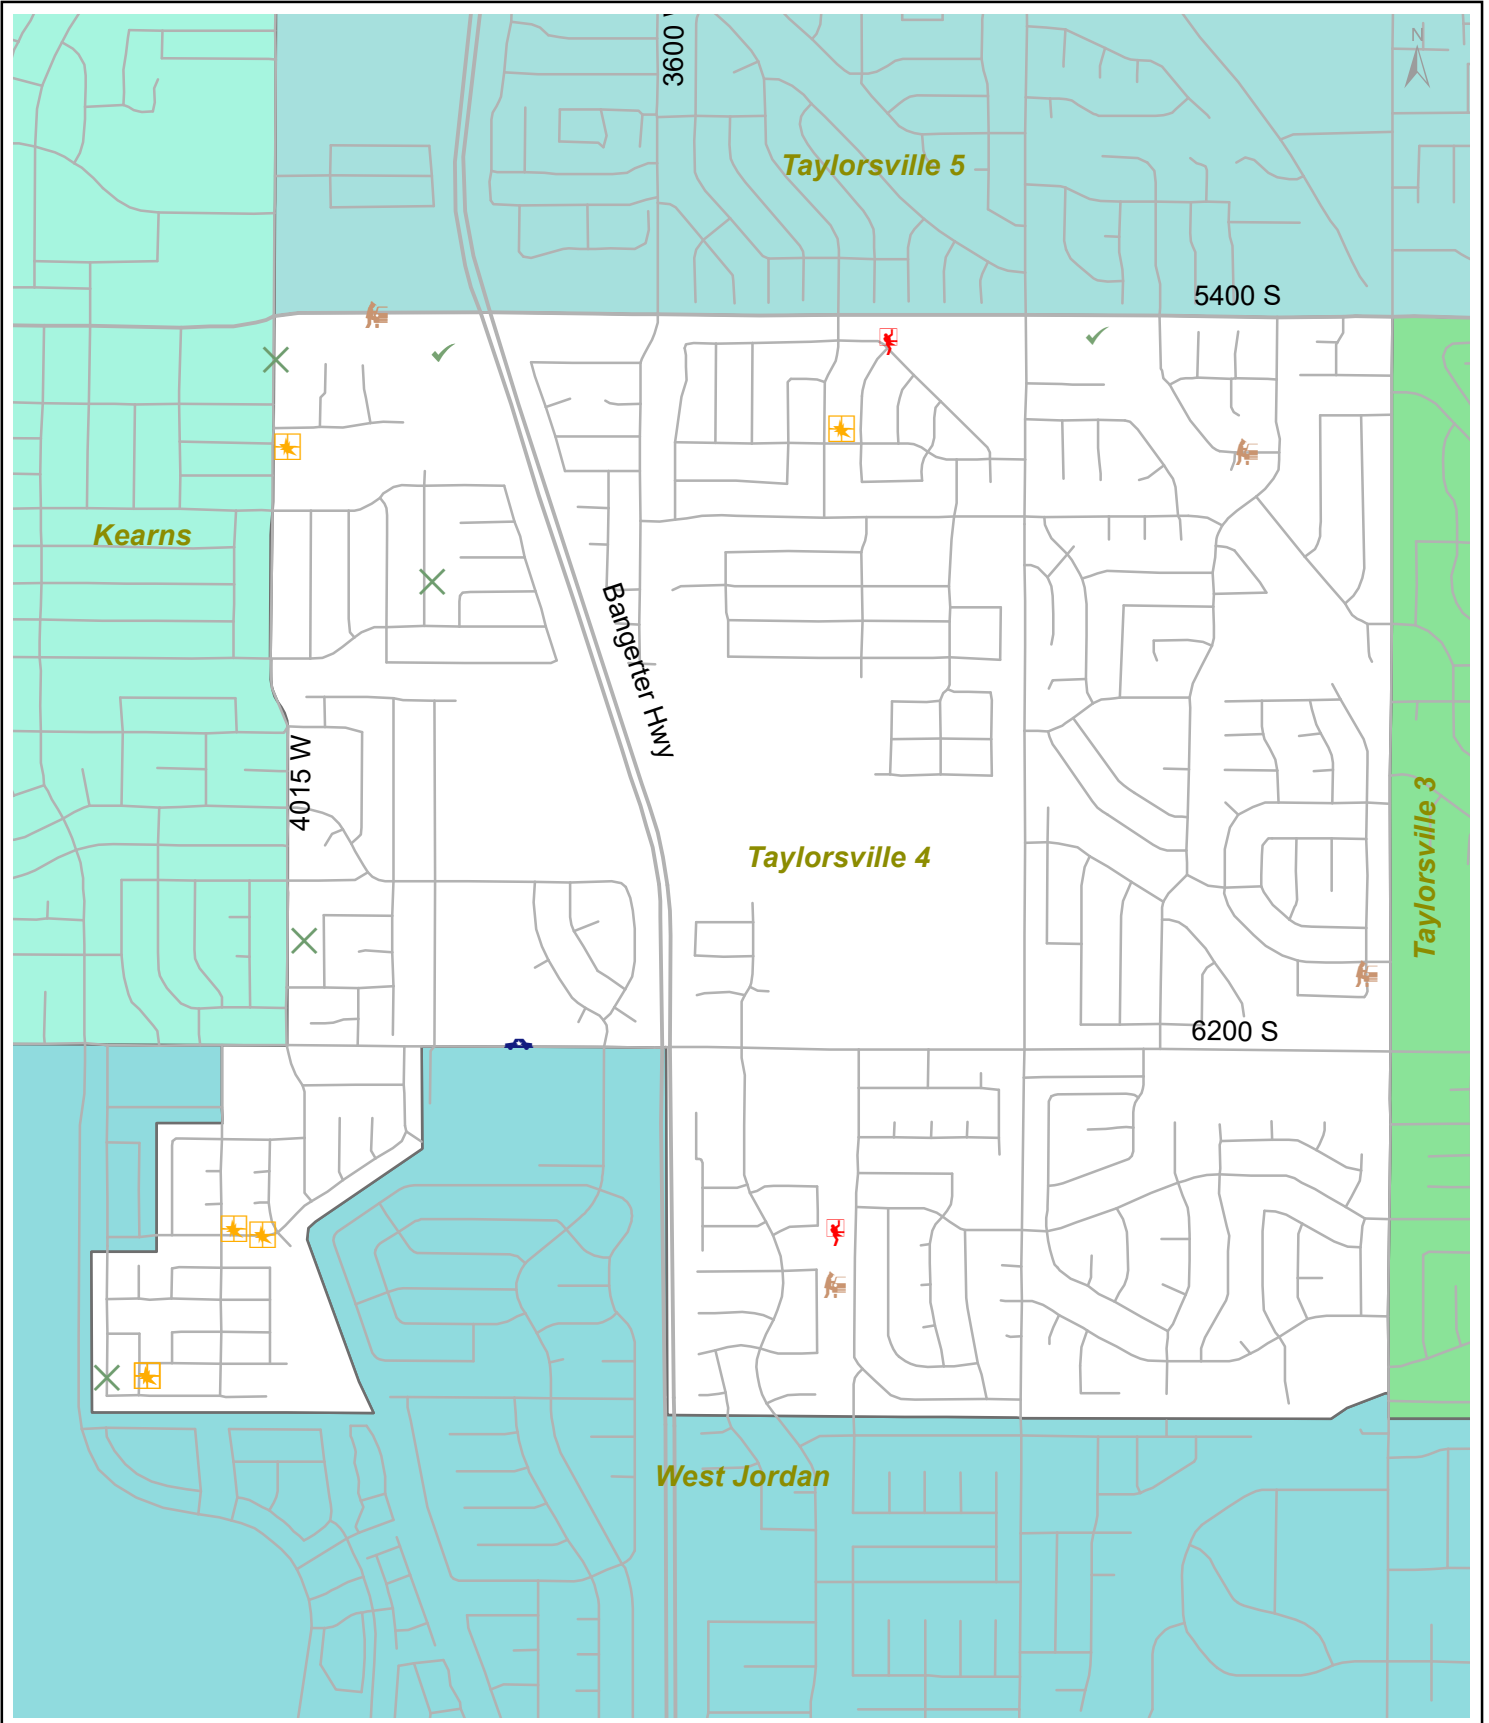 N
3600
Taylorsville 5
5400 S
Kearns
Bangerter Hwy
4015 W
Taylorsville 3
Taylorsville 4
6200 S
West Jordan